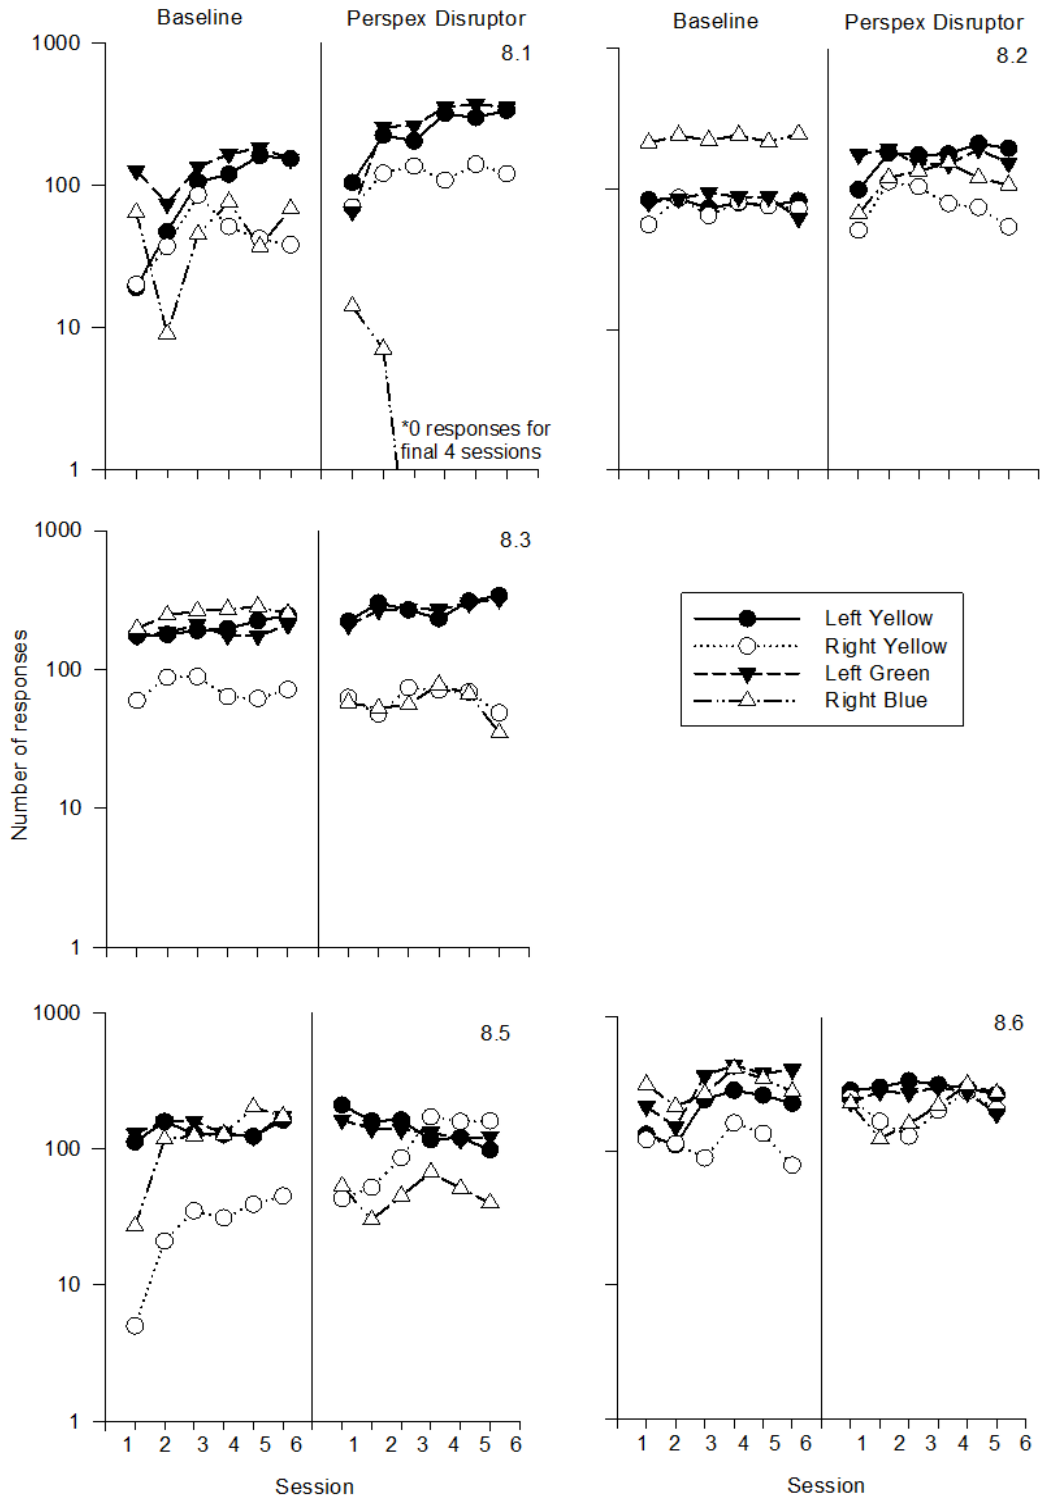 Baseline
Perspex Disruptor
Baseline
Perspex Disruptor
1000
100
10
1
8.1
*0 responses for
final 4 sessions
8.2
1000
100
10
1
8.3
Number of responses
Left Yellow
Right Yellow
Left Green
Right Blue
1000
100
10
1
8.5
8.6
1 2 3 4 5 6 1 2 3 4 5 6
Session
1 2 3 4 5 6 1 2 3 4 5 6
Session